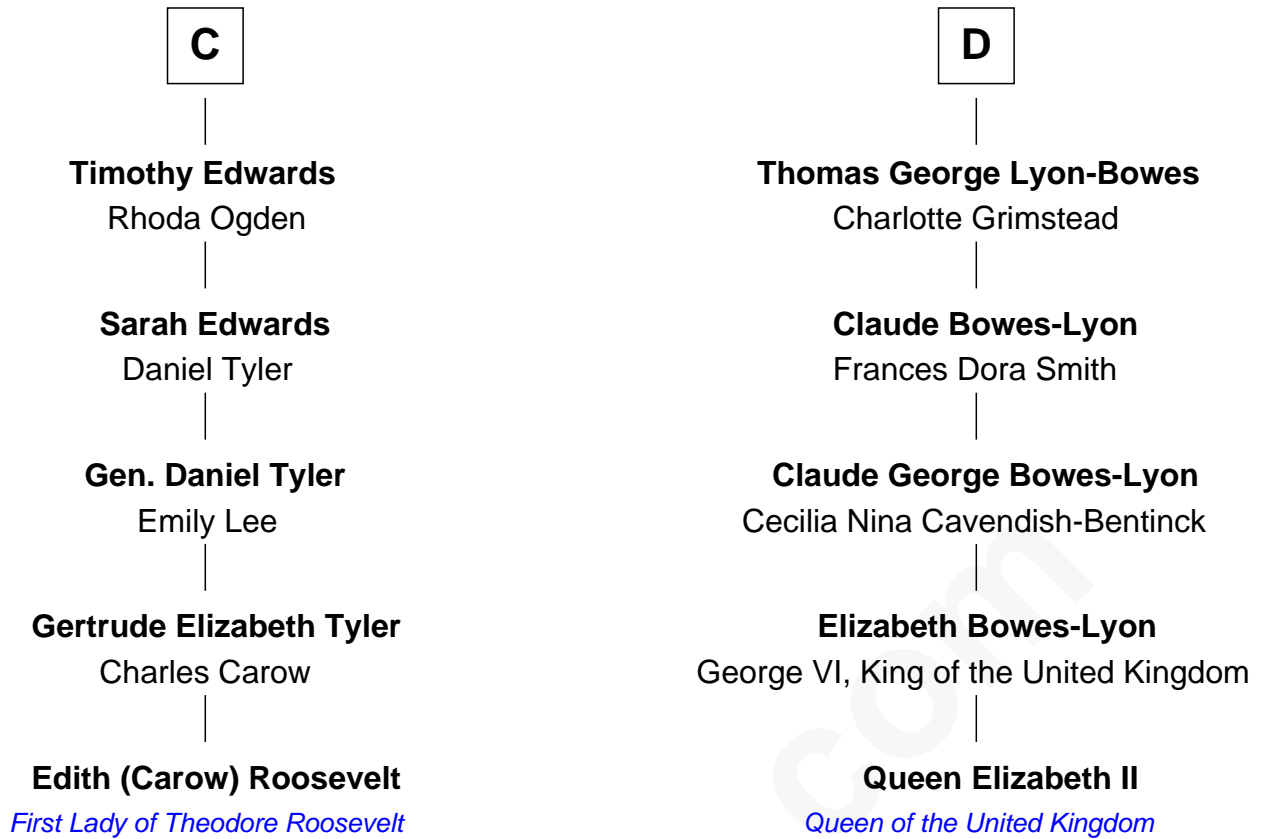 C
Timothy Edwards
Rhoda Ogden
Sarah Edwards
Daniel Tyler
Gen. Daniel Tyler
Emily Lee
Gertrude Elizabeth Tyler
Charles Carow
Edith (Carow) Roosevelt
First Lady of Theodore Roosevelt
D
Thomas George Lyon-Bowes
Charlotte Grimstead
Claude Bowes-Lyon
Frances Dora Smith
Claude George Bowes-Lyon
Cecilia Nina Cavendish-Bentinck
Elizabeth Bowes-Lyon
George VI, King of the United Kingdom
Queen Elizabeth II
Queen of the United Kingdom
com